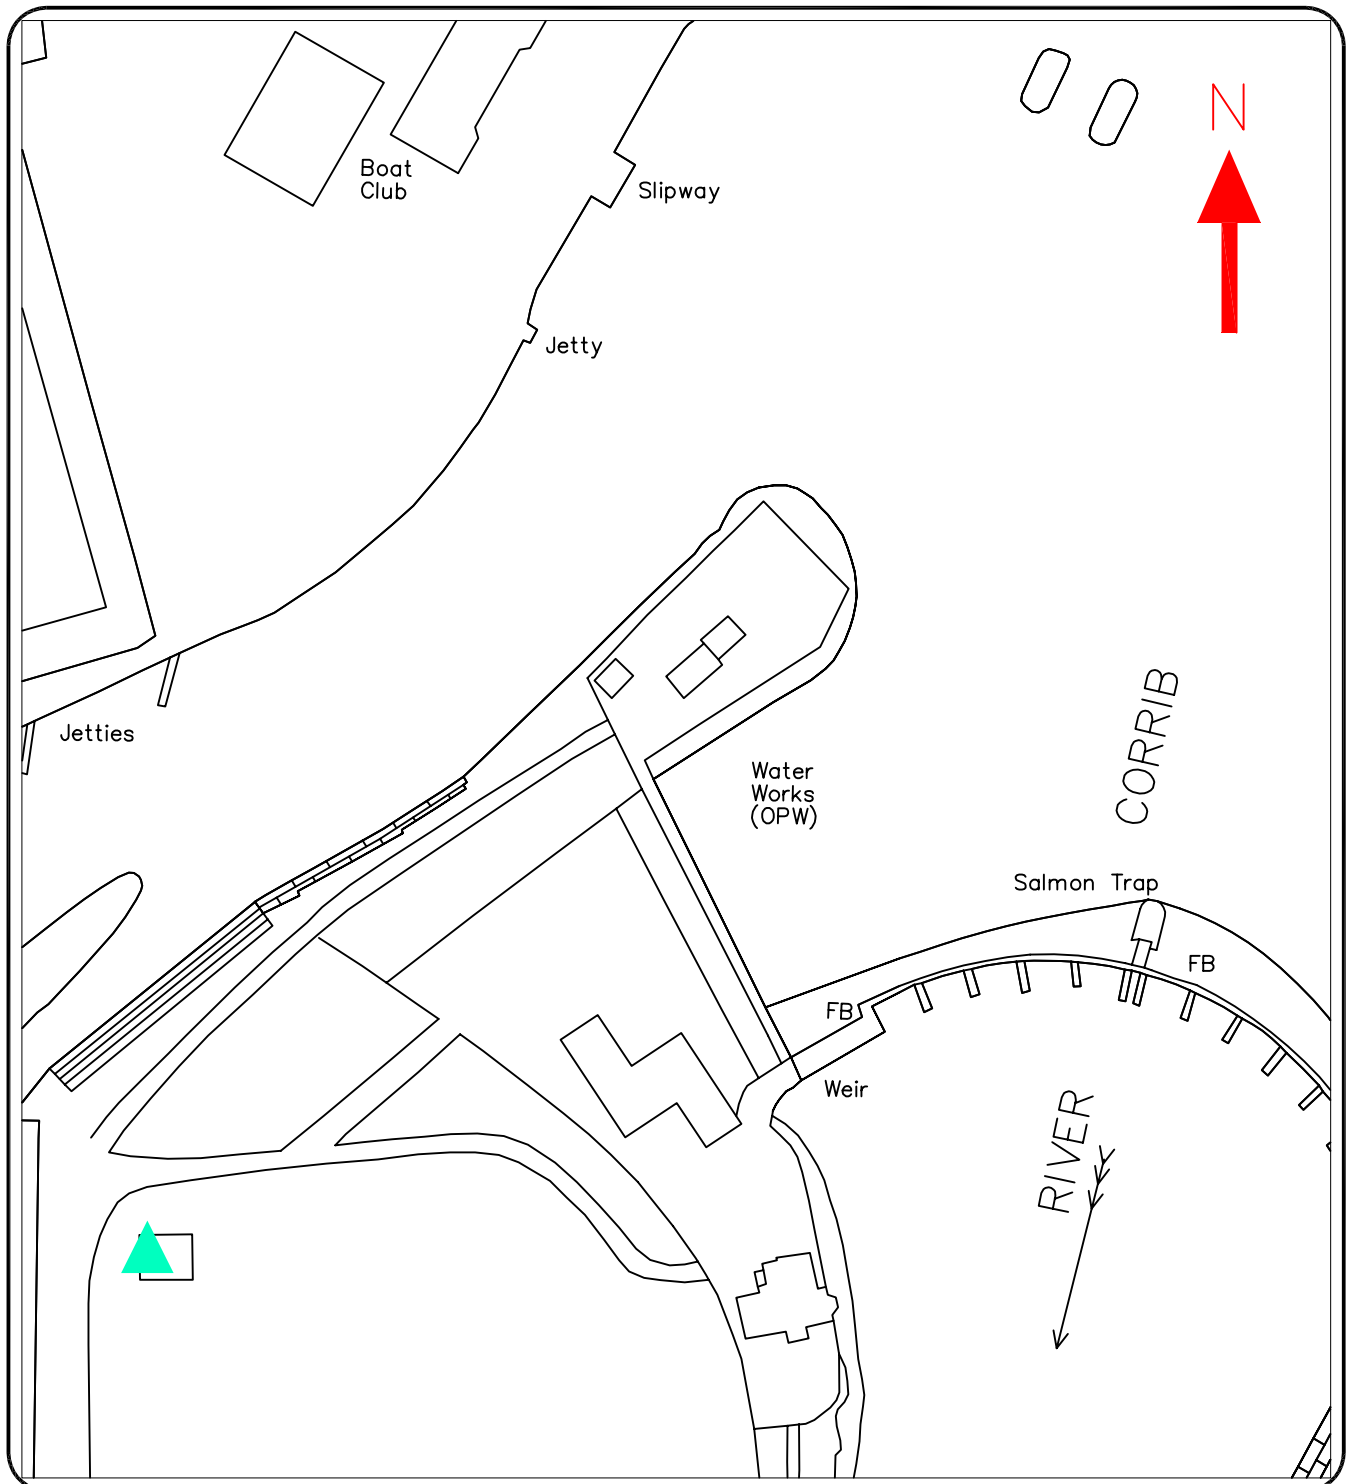 N
Boat
Club
Slipway
Jetty
Jetties
Water
Works
(OPW)
CORRIB
Salmon Trap
FB
FB
Weir
RIVER